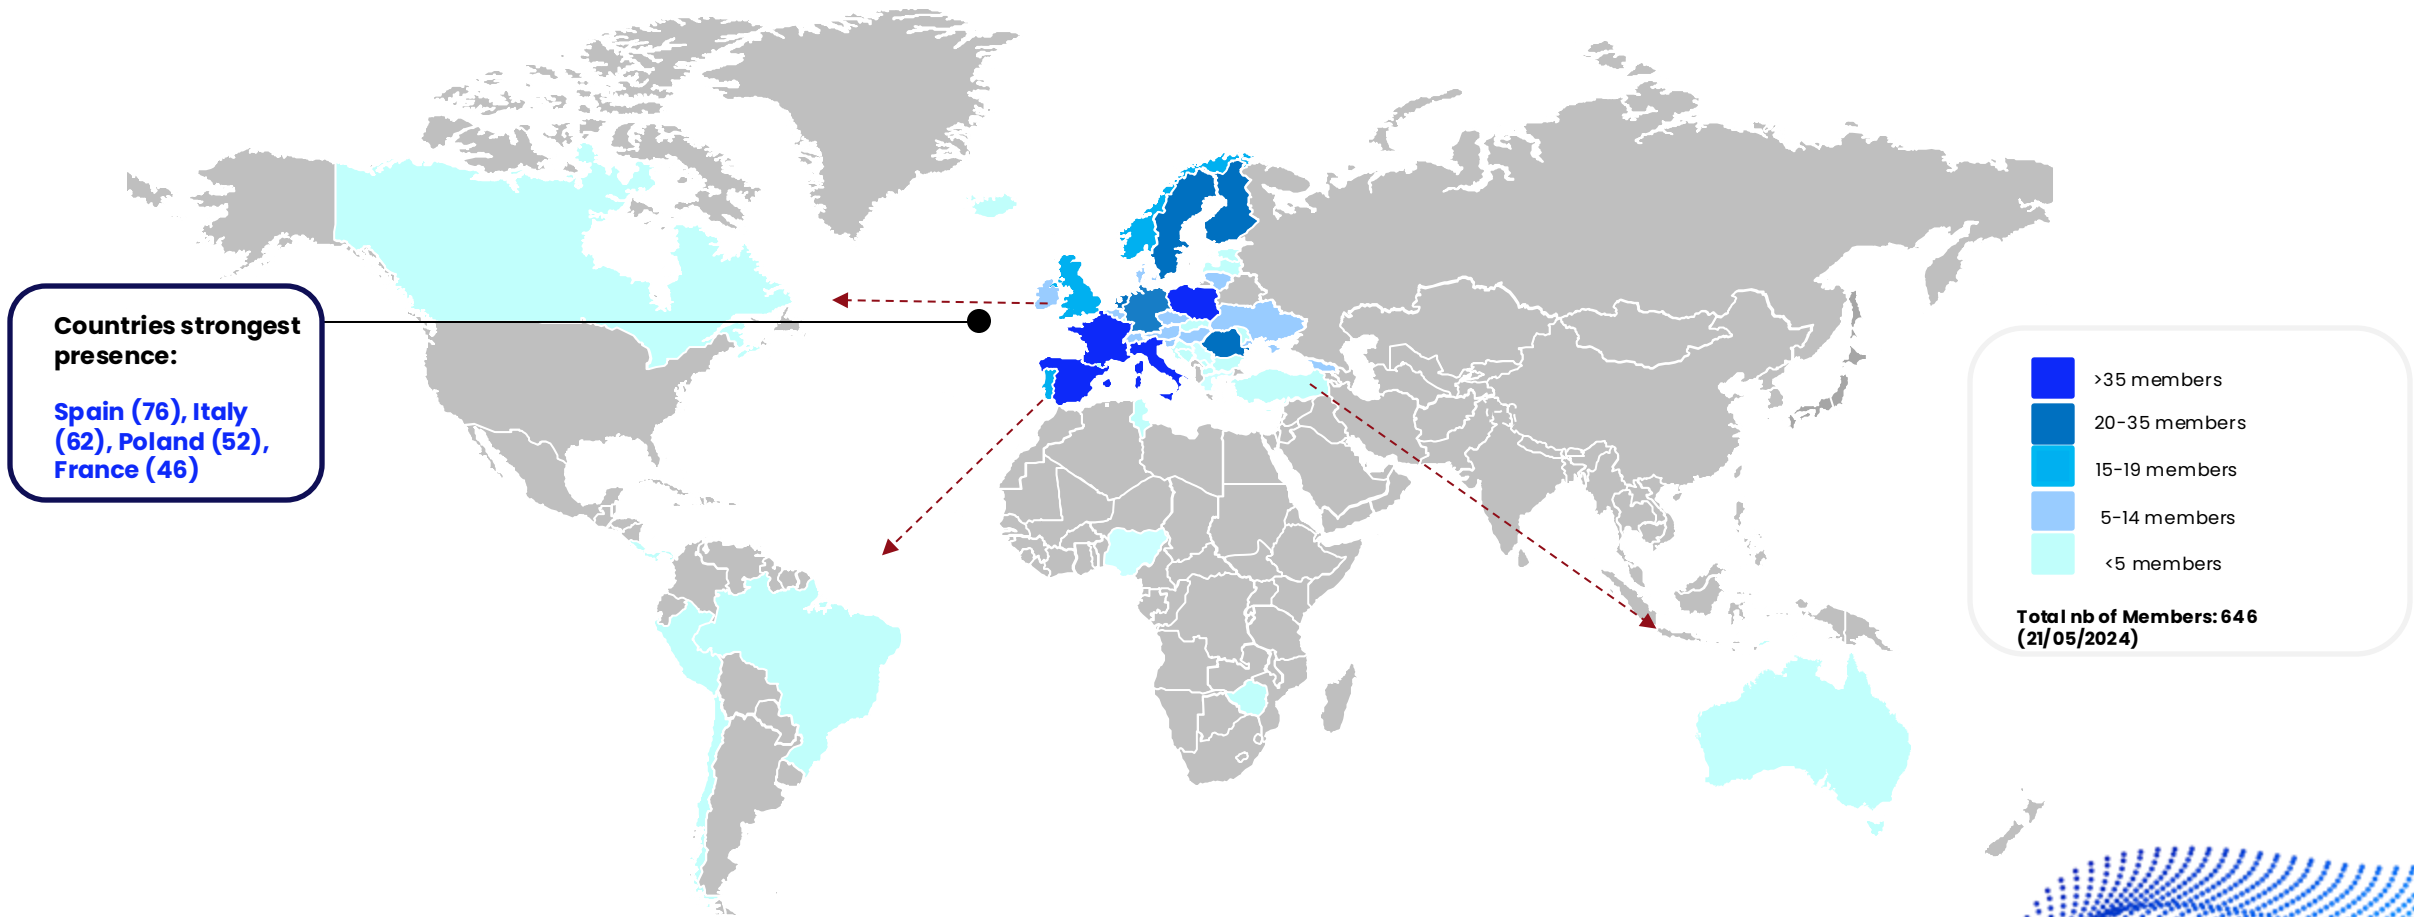 Countries strongest
presence:
Spain (76), Italy
(62), Poland (52),
France (46)
>35 members
20-35 members
15-19 members
5-14 members
<5 members
Total nb of Members: 646
(21/05/2024)